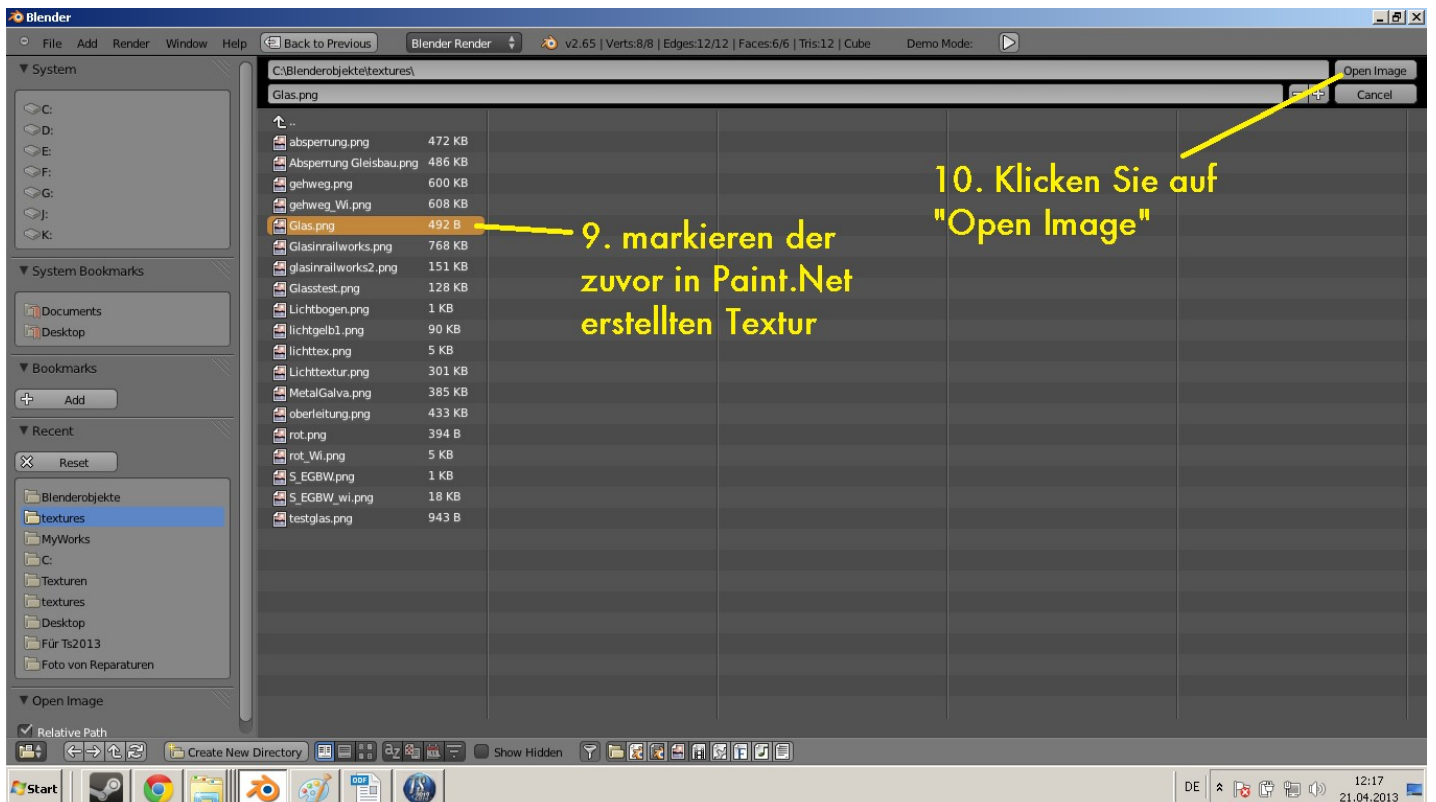 Blender
File Add Render Window Help Back to Previous Blender Render v2.65 | Verts:8/8 | Edges:12/12 | Faces:6/6 | Tris:12 | Cube Demo Mode:
System
C:
D:
E:
F:
G:
J:
K:
System Bookmarks
Documents
Desktop
Bookmarks
Add
Recent
Reset
Blenderobjekte
textures
MyWorks
C:
Texturen
textures
Desktop
Für Ts2013
Foto von Reparaturen
Open Image
Relative Path
C:\Blenderobjekte\textures\ Open Image
Glas.png Cancel
..
absperrung.png 472 KB
Absperrung Gleisbau.png 486 KB
gehweg.png 600 KB
gehweg_Wi.png 608 KB
Glas.png 492 B
Glasinrailworks.png 768 KB
glasinrailworks2.png 151 KB
Glasstest.png 128 KB
Lichtbogen.png 1 KB
lichtgelb1.png 90 KB
lichttex.png 5 KB
Lichttextur.png 301 KB
MetalGalva.png 385 KB
oberleitung.png 433 KB
rot.png 394 B
rot_Wi.png 5 KB
S_EGBW.png 1 KB
S_EGBW_wi.png 18 KB
testglas.png 943 B
9. markieren der
zuvor in Paint.Net
erstellten Textur
10. Klicken Sie auf
"Open Image"
Create New Directory Show Hidden
Start DE 12:17
21.04.2013